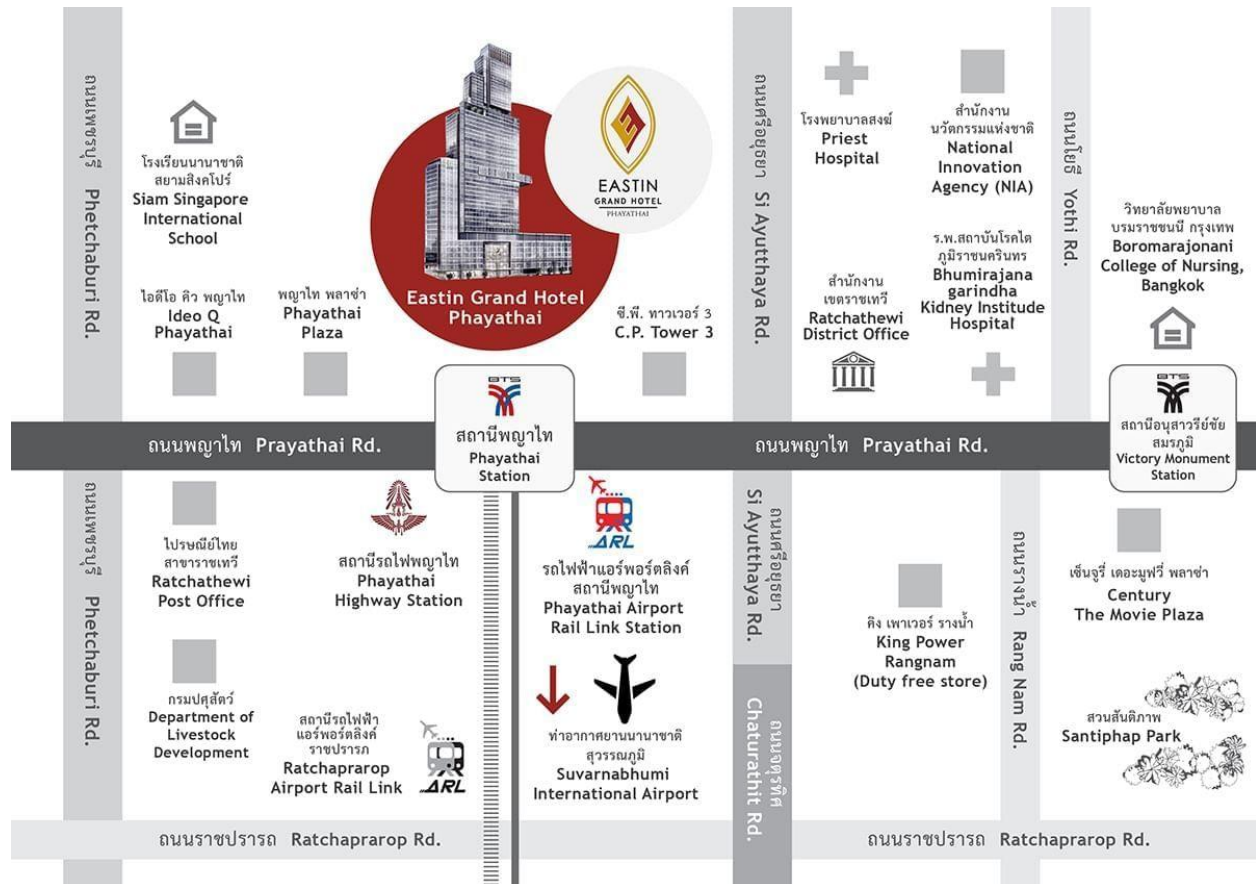 ถนนเพชรบุรี Phetchaburi Rd.
โรงเรียนนานาชาติ
สยามสิงคโปร์
Siam Singapore
International
School
ไอดีโอ คิว พญาไท
Ideo Q
Phayathai
พญาไท พลาซ่า
Phayathai
Plaza
EASTIN
GRAND HOTEL
PHAYATHAI
Eastin Grand Hotel
Phayathai
ซี.พี. ทาวเวอร์ 3
C.P. Tower 3
ถนนศรีอยุธยา Si Ayutthaya Rd.
โรงพยาบาลสงฆ์
Priest
Hospital
สำนักงาน
นวัตกรรมแห่งชาติ
National
Innovation
Agency (NIA)
สำนักงาน
เขตราชเทวี
Ratchathewi
District Office
ร.พ.สถาบันโรคไต
ภูมิราชนครินทร
Bhumirajana
garindha
Kidney Institude
Hospital
ถนนโยธี Yothi Rd.
วิทยาลัยพยาบาล
บรมราชชนนี กรุงเทพ
Boromarajonani
College of Nursing,
Bangkok
ถนนพญาไท Prayathai Rd.
BTS
สถานีพญาไท
Phayathai
Station
ถนนพญาไท Prayathai Rd.
BTS
สถานีอนุสาวรีย์ชัย
สมรภูมิ
Victory Monument
Station
ถนนเพชรบุรี Phetchaburi Rd.
ไปรษณีย์ไทย
สาขาราชเทวี
Ratchathewi
Post Office
สถานีรถไฟพญาไท
Phayathai
Highway Station
ARL
รถไฟฟ้าแอร์พอร์ตลิงค์
สถานีพญาไท
Phayathai Airport
Rail Link Station
ถนนศรีอยุธยา
Si Ayutthaya Rd.
คิง เพาเวอร์ รางน้ำ
King Power
Rangnam
(Duty free store)
ถนนรางน้ำ Rang Nam Rd.
เซ็นจูรี่ เดอะมูฟวี่ พลาซ่า
Century
The Movie Plaza
กรมปศุสัตว์
Department of
Livestock
Development
สถานีรถไฟฟ้า
แอร์พอร์ตลิงค์
ราชปรารภ
Ratchaprarop
Airport Rail Link
ARL
ท่าอากาศยานนานาชาติ
สุวรรณภูมิ
Suvarnabhumi
International Airport
ถนนจตุรทิศ
Chaturathit Rd.
สวนสันติภาพ
Santiphap Park
ถนนราชปรารถ Ratchaprarop Rd.
ถนนราชปรารถ Ratchaprarop Rd.